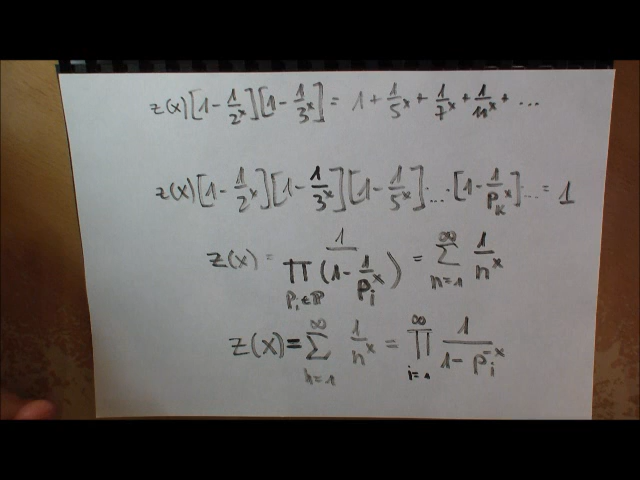 z(x)[1-1/2^x][1-1/3^x] = 1 + 1/5^x + 1/7^x + 1/11^x + ...
z(x)[1-1/2^x][1-1/3^x][1-1/5^x]...[1-1/P_k^x]... = 1
z(x) = 1/∏_{P_i∈ℙ}(1-1/P_i^x) = ∑_{n=1}^∞ 1/n^x
z(x) = ∑_{n=1}^∞ 1/n^x = ∏_{i=1}^∞ 1/(1-P_i^{-x})